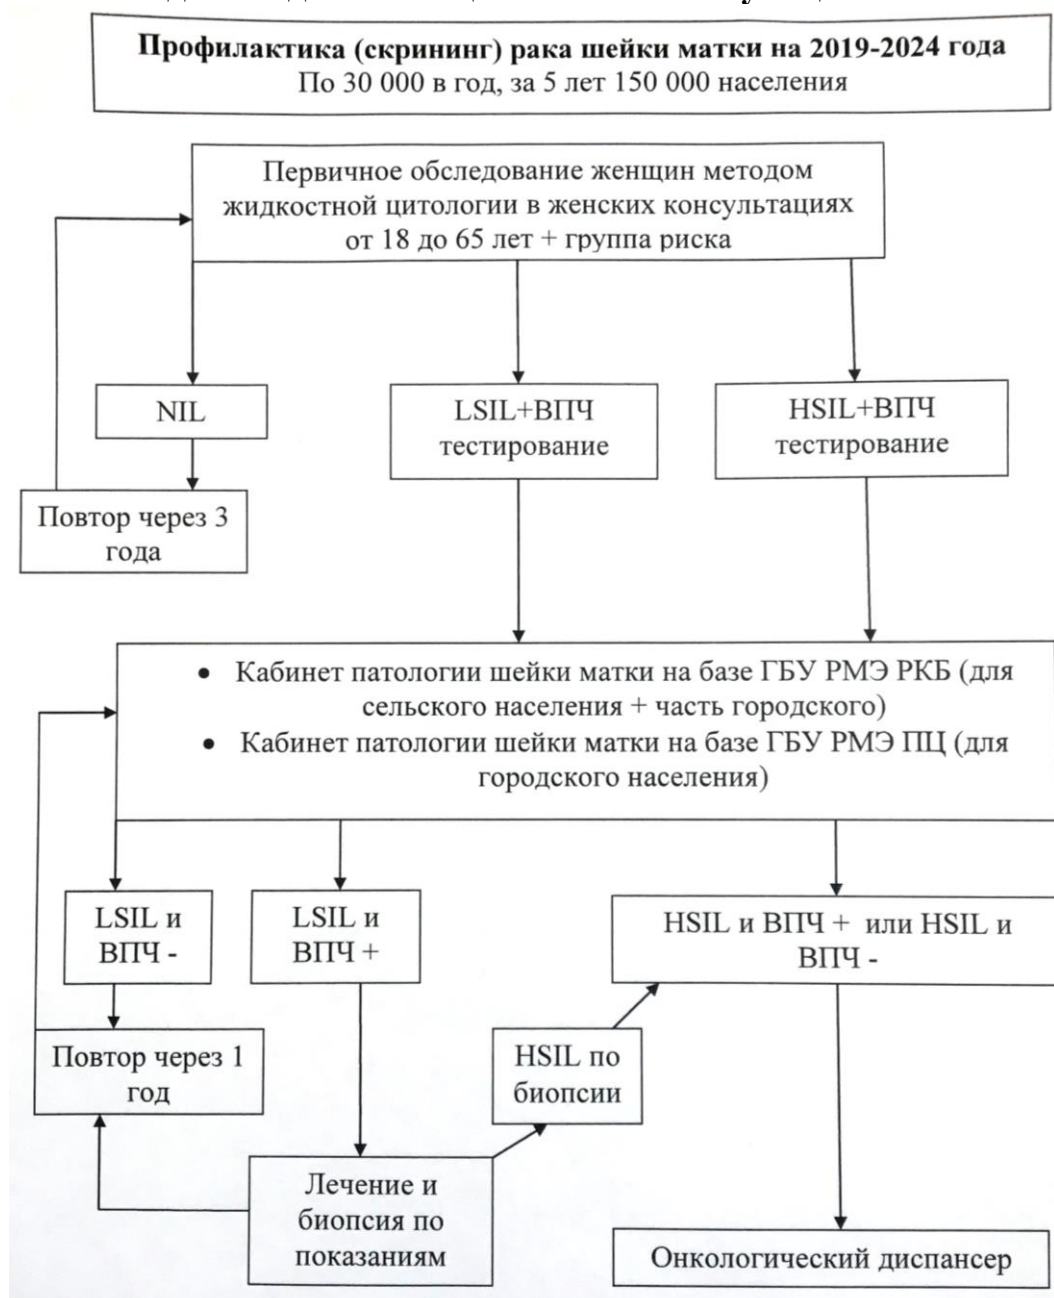 Профилактика (скрининг) рака шейки матки на 2019-2024 года
По 30 000 в год, за 5 лет 150 000 населения
Первичное обследование женщин методом
жидкостной цитологии в женских консультациях
от 18 до 65 лет + группа риска
NIL
LSIL+ВПЧ
тестирование
HSIL+ВПЧ
тестирование
Повтор через 3
года
• Кабинет патологии шейки матки на базе ГБУ РМЭ РКБ (для
сельского населения + часть городского)
• Кабинет патологии шейки матки на базе ГБУ РМЭ ПЦ (для
городского населения)
LSIL и
ВПЧ -
LSIL и
ВПЧ +
HSIL и ВПЧ + или HSIL и
ВПЧ -
Повтор через 1
год
HSIL по
биопсии
Лечение и
биопсия по
показаниям
Онкологический диспансер